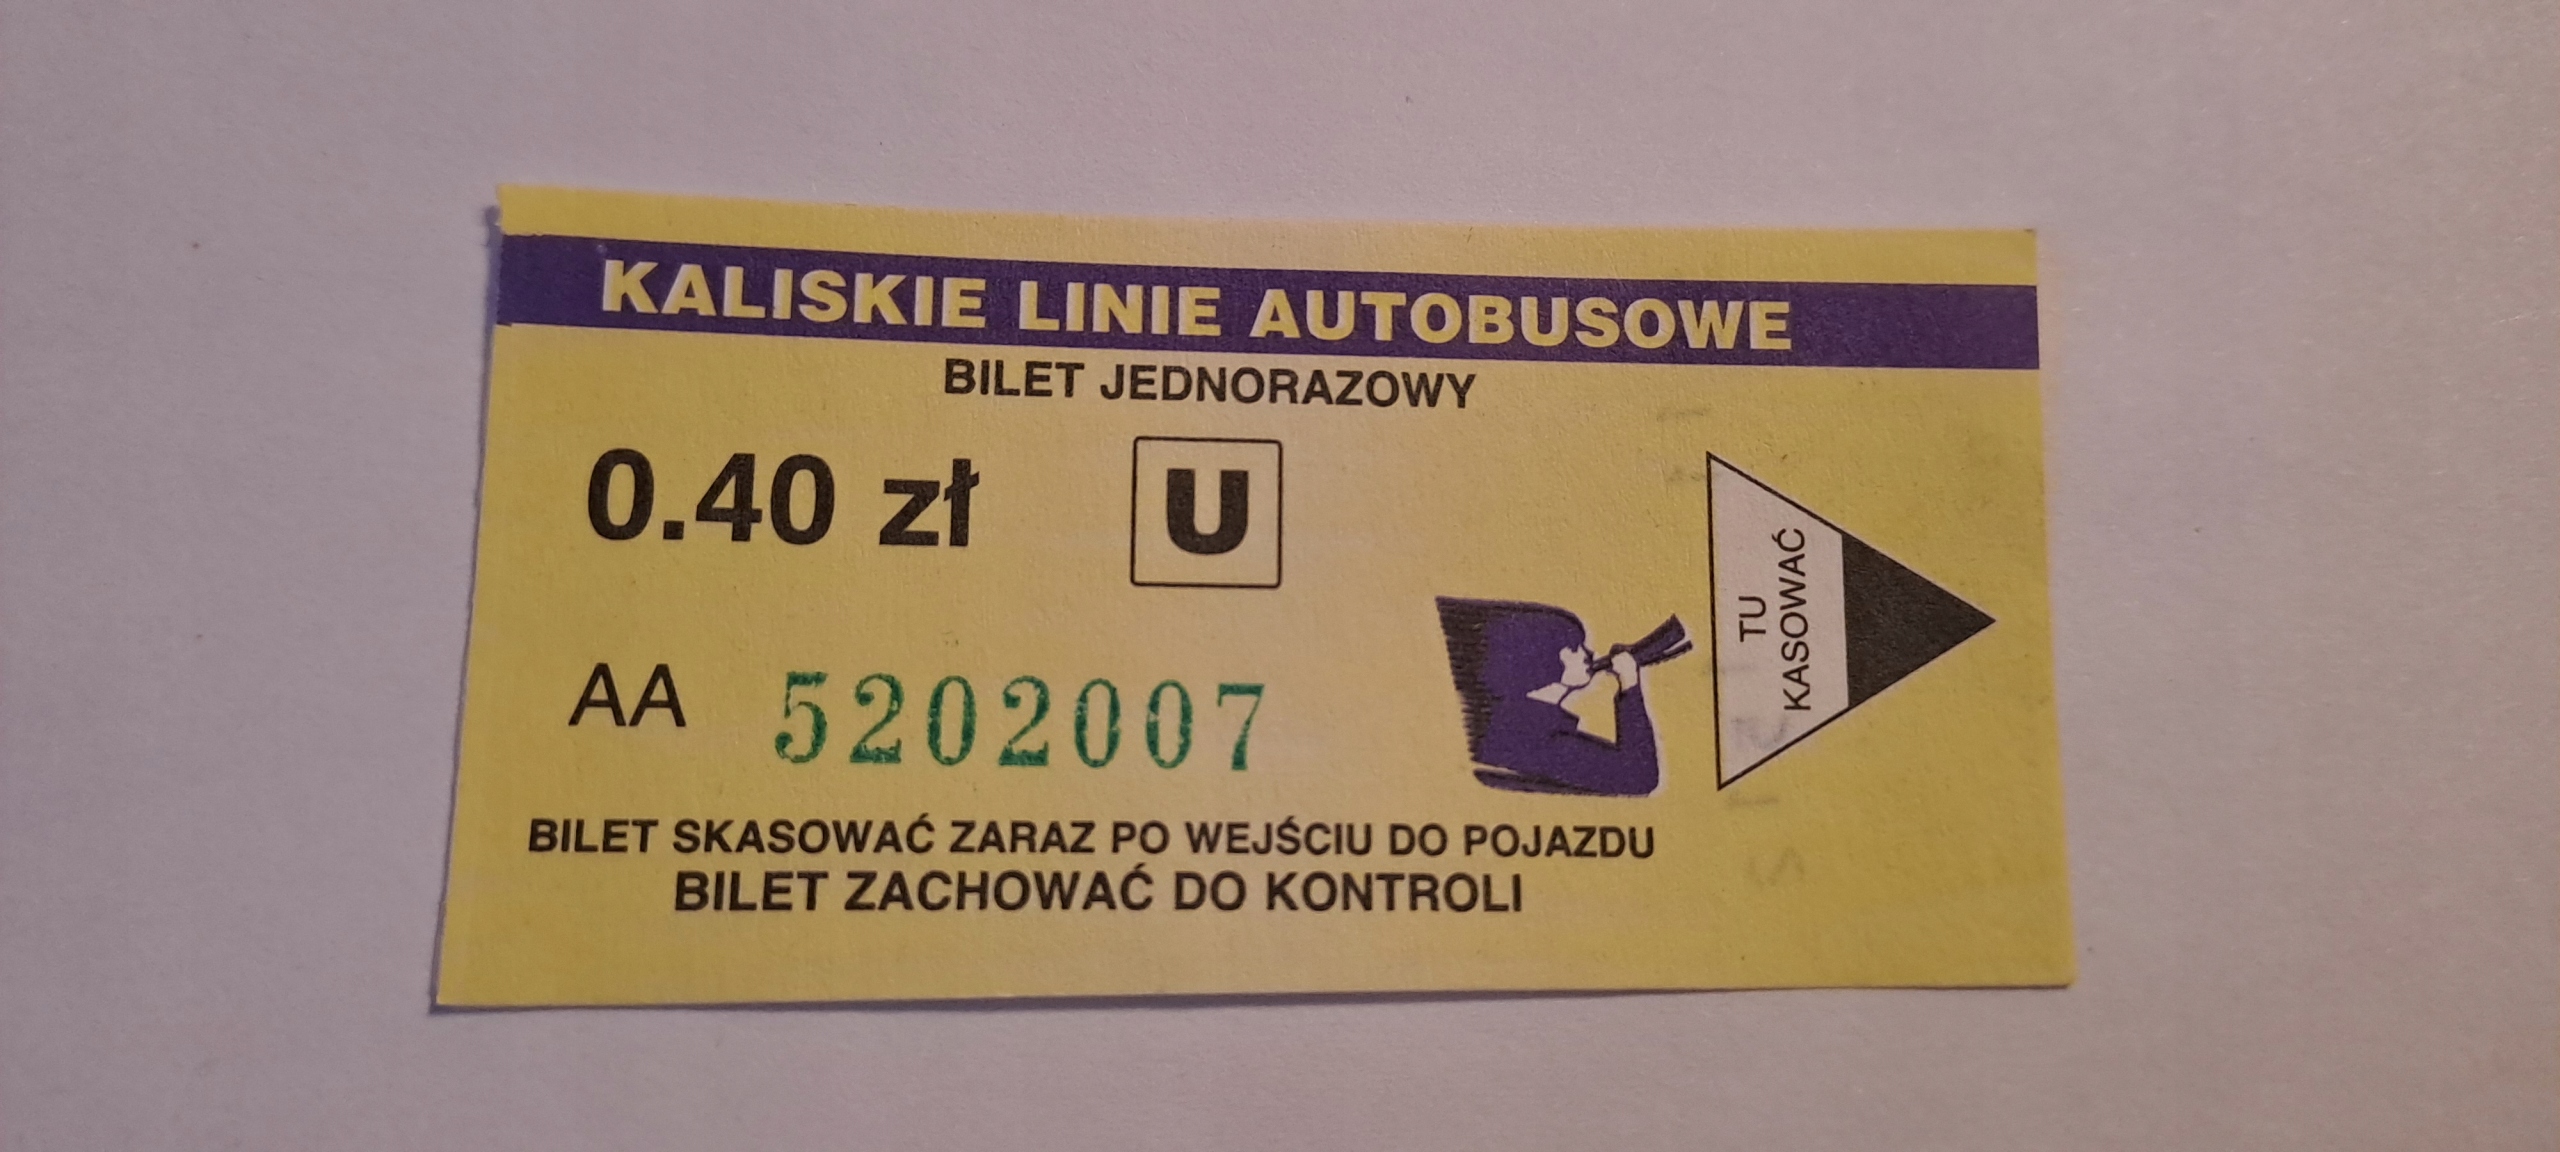 KALISKIE LINIE AUTOBUSOWE
BILET JEDNORAZOWY
0.40 zł U
AA 5202007
TU
KASOWAĆ
BILET SKASOWAĆ ZARAZ PO WEJŚCIU DO POJAZDU
BILET ZACHOWAĆ DO KONTROLI